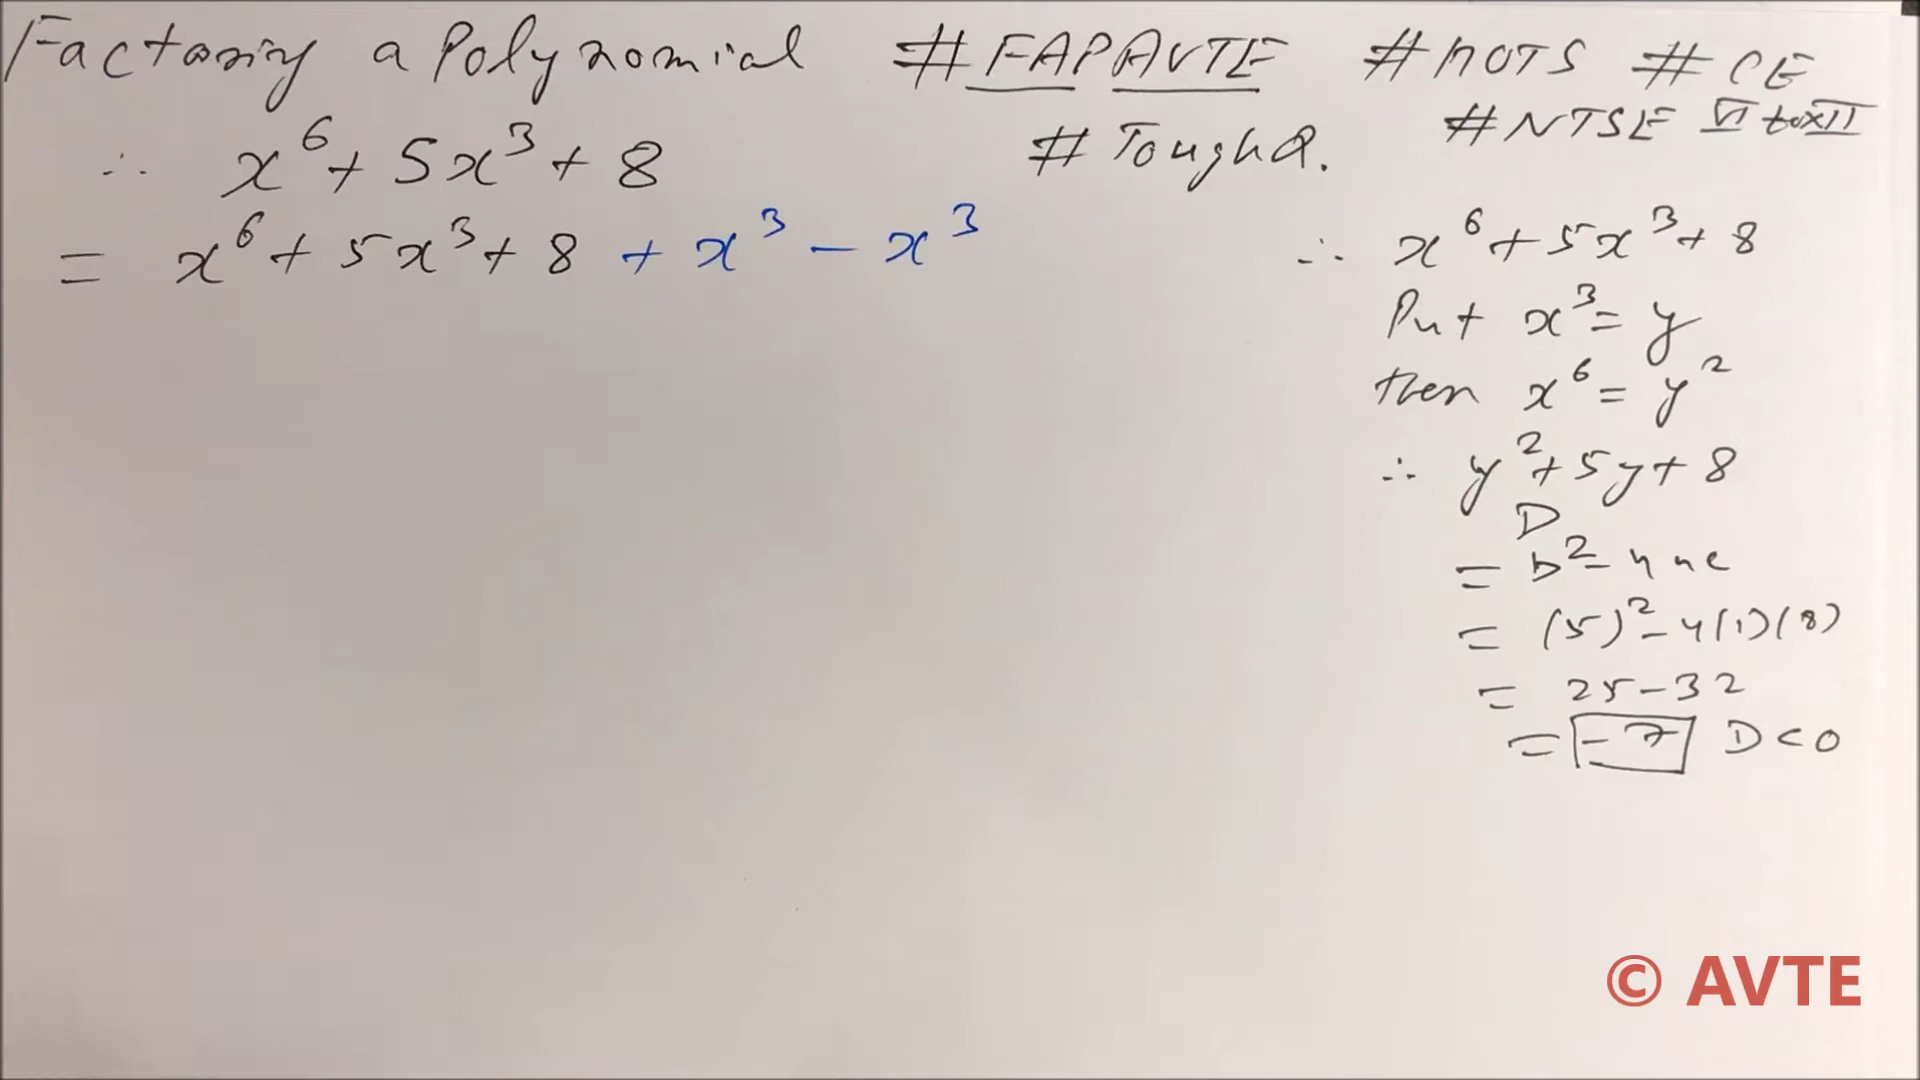 Factoring a Polynomial #FAPAVTE #HOTS #CE
#NTSE VI to XII
∴ x⁶ + 5x³ + 8 #ToughQ.
= x⁶ + 5x³ + 8 + x³ - x³
∴ x⁶ + 5x³ + 8
Put x³ = y
then x⁶ = y²
∴ y² + 5y + 8
D
= b² - 4ac
= (5)² - 4(1)(8)
= 25 - 32
= -7 D < 0
© AVTE